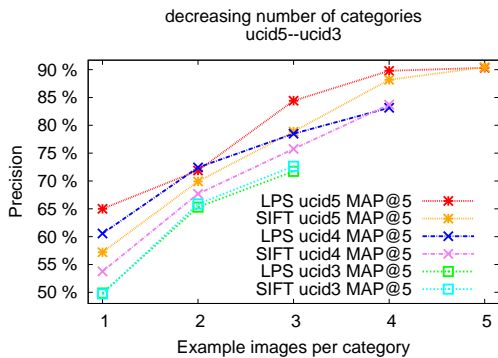 decreasing number of categories
ucid5--ucid3
90 %
85 %
80 %
75 %
70 %
65 %
60 %
55 %
50 %
Precision
LPS ucid5 MAP@5
SIFT ucid5 MAP@5
LPS ucid4 MAP@5
SIFT ucid4 MAP@5
LPS ucid3 MAP@5
SIFT ucid3 MAP@5
1 2 3 4 5
Example images per category